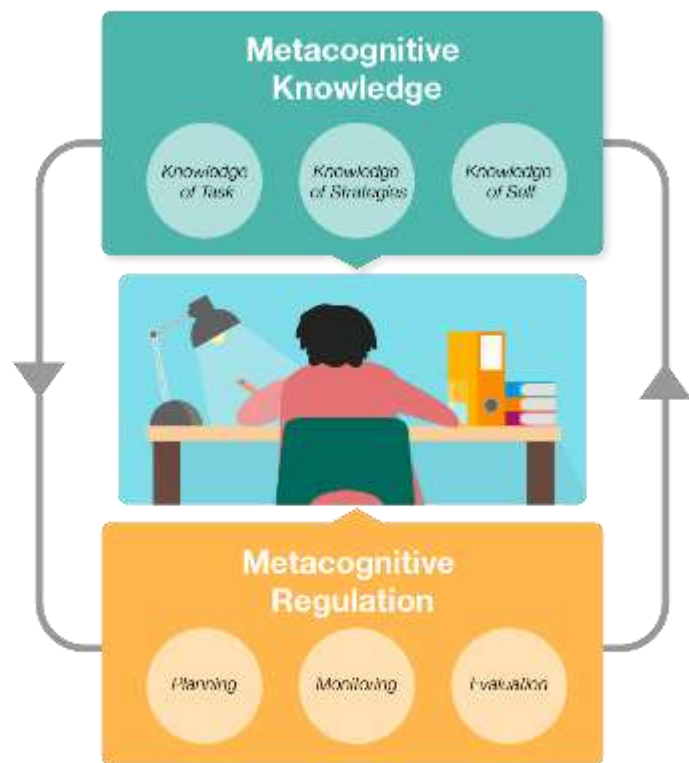 Metacognitive
Knowledge
Knowledge
of Task
Knowledge
of Strategies
Knowledge
of Self
Metacognitive
Regulation
Planning
Monitoring
Evaluation